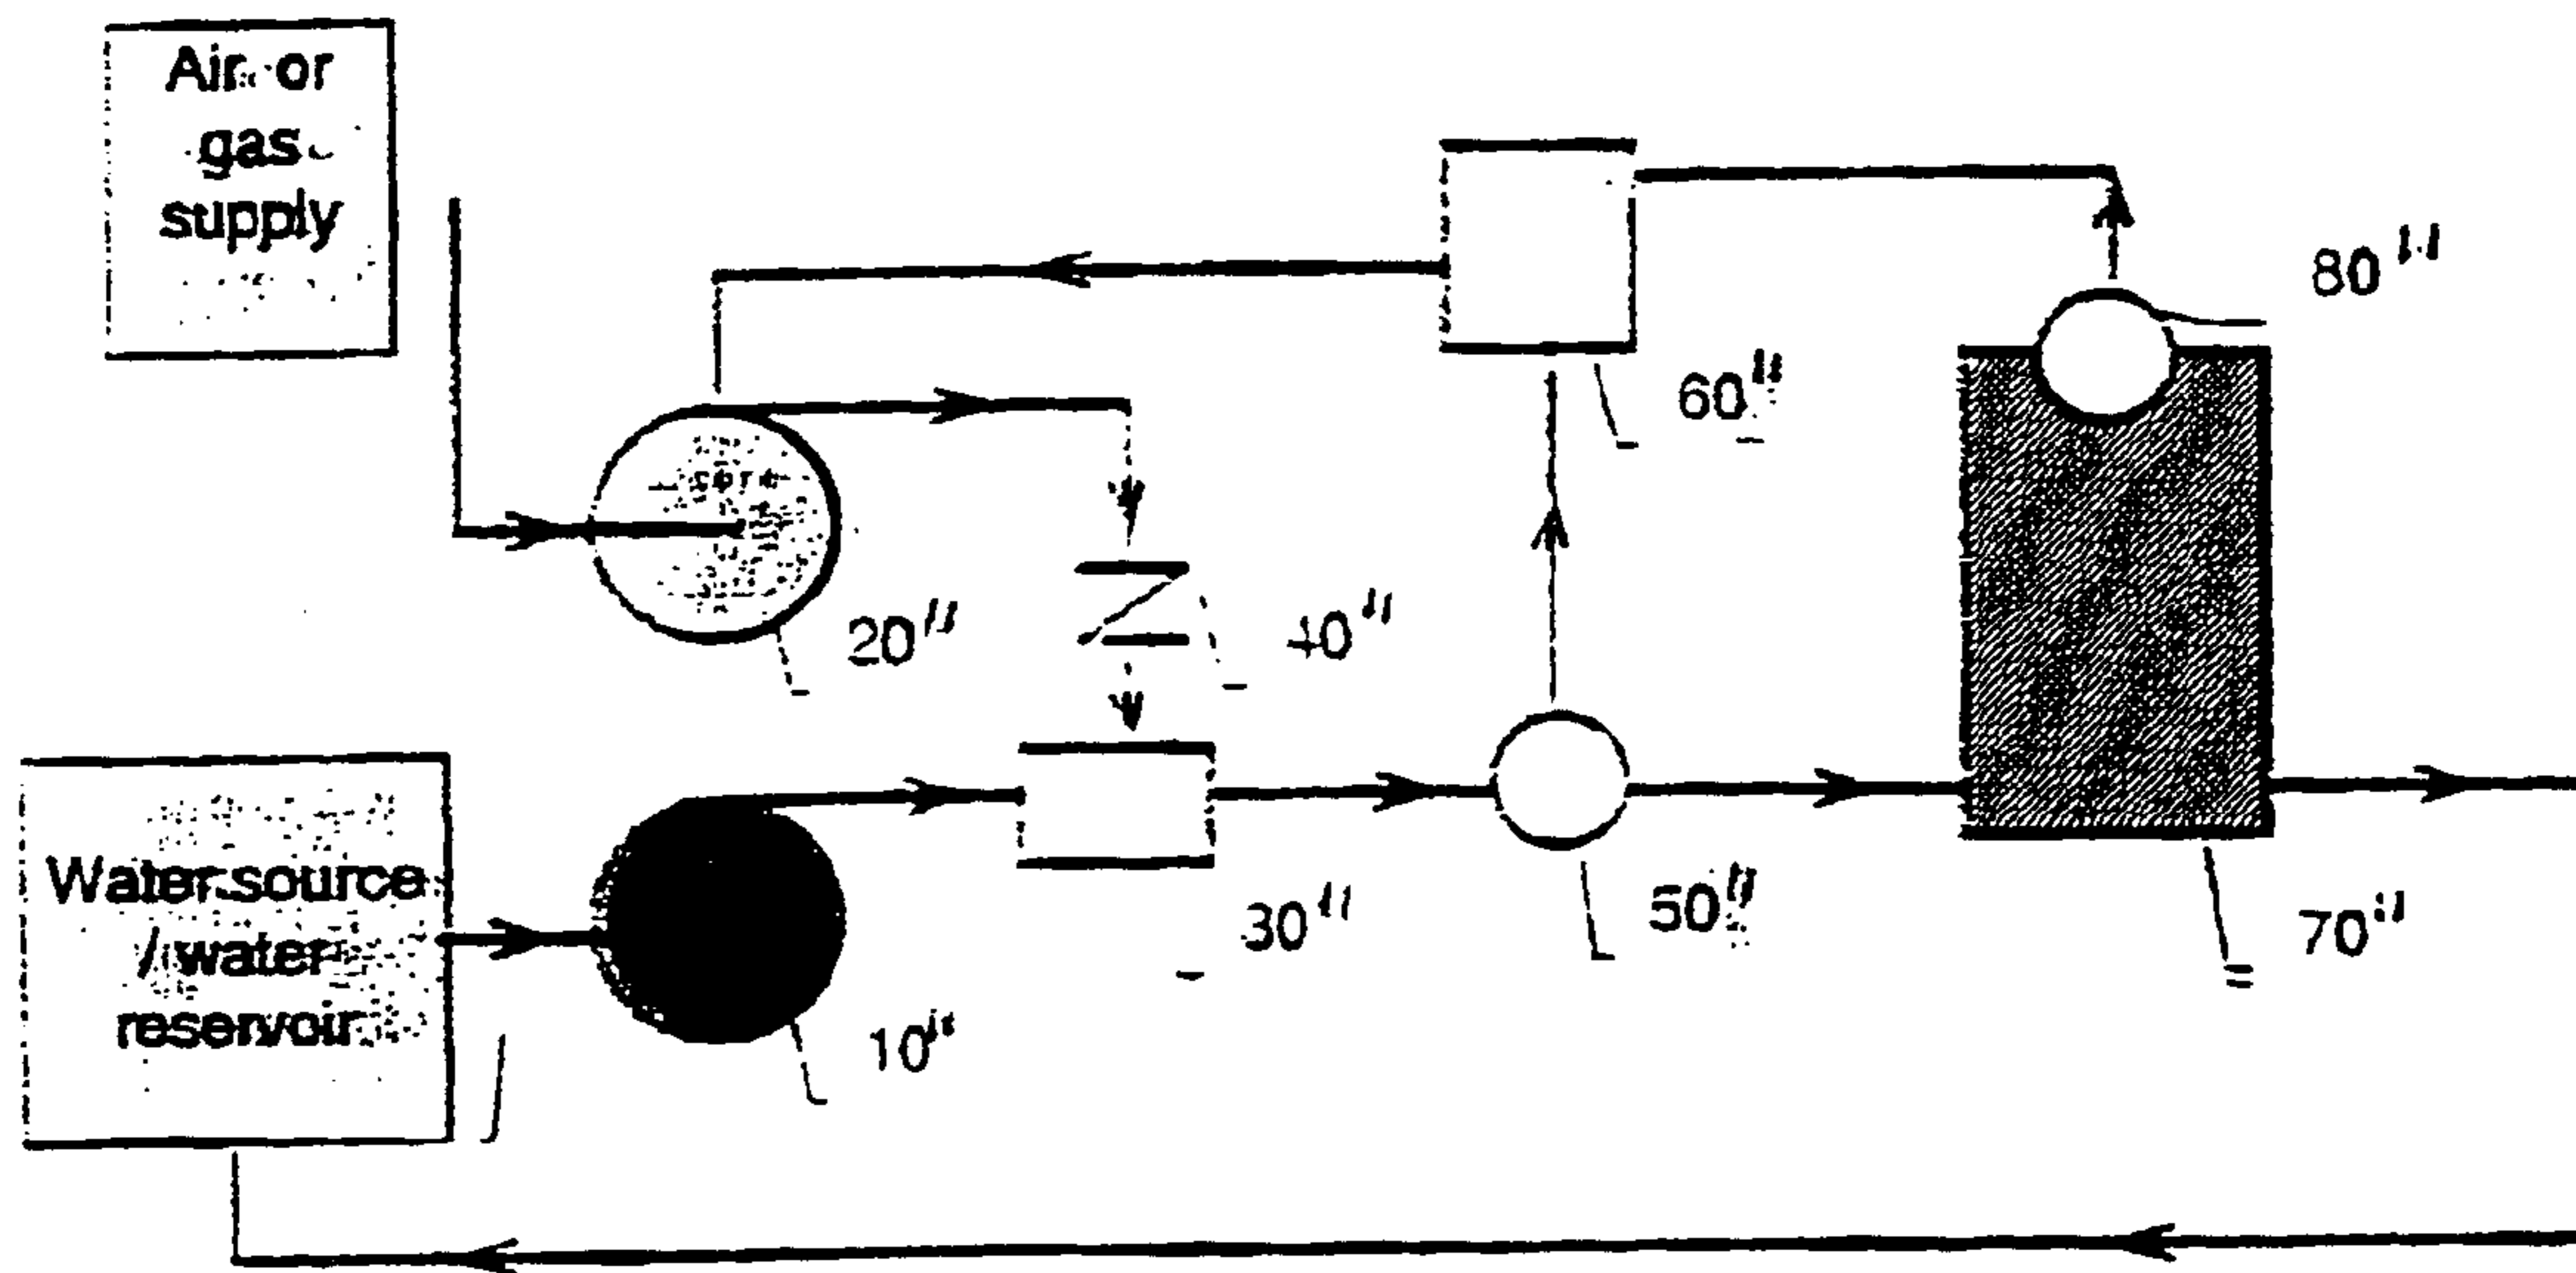 Air or
gas
supply
80"
60"
20"
40"
Water source
/ water
reservoir
30"
50"
70"
10"